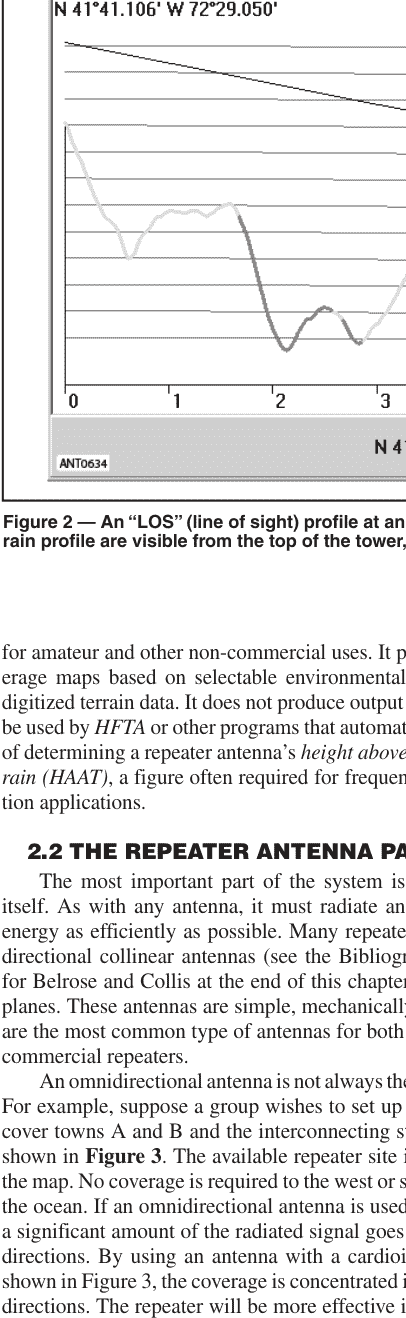 N 41°41.106' W 72°29.050'
0 1 2 3
N 4
ANT0634
Figure 2 — An “LOS” (line of sight) profile at an
rain profile are visible from the top of the tower,
for amateur and other non-commercial uses. It p
erage maps based on selectable environmental
digitized terrain data. It does not produce output
be used by HFTA or other programs that automat
of determining a repeater antenna’s height above
rain (HAAT), a figure often required for frequen
tion applications.
2.2 THE REPEATER ANTENNA PA
The most important part of the system is
itself. As with any antenna, it must radiate an
energy as efficiently as possible. Many repeate
directional collinear antennas (see the Bibliogr
for Belrose and Collis at the end of this chapter
planes. These antennas are simple, mechanically
are the most common type of antennas for both
commercial repeaters.
An omnidirectional antenna is not always the
For example, suppose a group wishes to set up
cover towns A and B and the interconnecting st
shown in Figure 3. The available repeater site i
the map. No coverage is required to the west or s
the ocean. If an omnidirectional antenna is used
a significant amount of the radiated signal goes
directions. By using an antenna with a cardioi
shown in Figure 3, the coverage is concentrated i
directions. The repeater will be more effective i